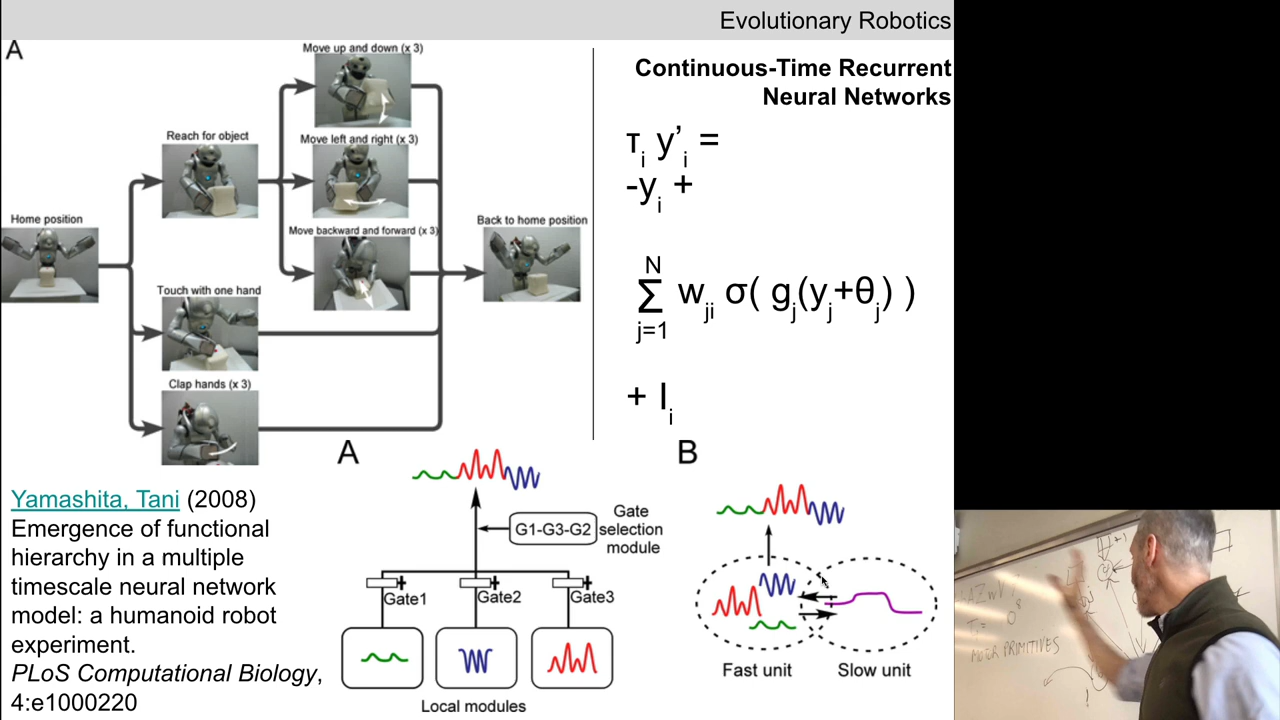 Evolutionary Robotics
A
Move up and down (x 3)
Reach for object
Move left and right (x 3)
Home position
Move backward and forward (x 3)
Back to home position
Touch with one hand
Clap hands (x 3)
Continuous-Time Recurrent
Neural Networks
τi y’i =
-yi +
N
Σ wji σ( gj(yj+θj) )
j=1
+ Ii
Yamashita, Tani (2008)
Emergence of functional
hierarchy in a multiple
timescale neural network
model: a humanoid robot
experiment.
PLoS Computational Biology,
4:e1000220
A
G1-G3-G2
Gate
selection
module
Gate1
Gate2
Gate3
Local modules
B
Fast unit
Slow unit
MOTOR PRIMITIVES